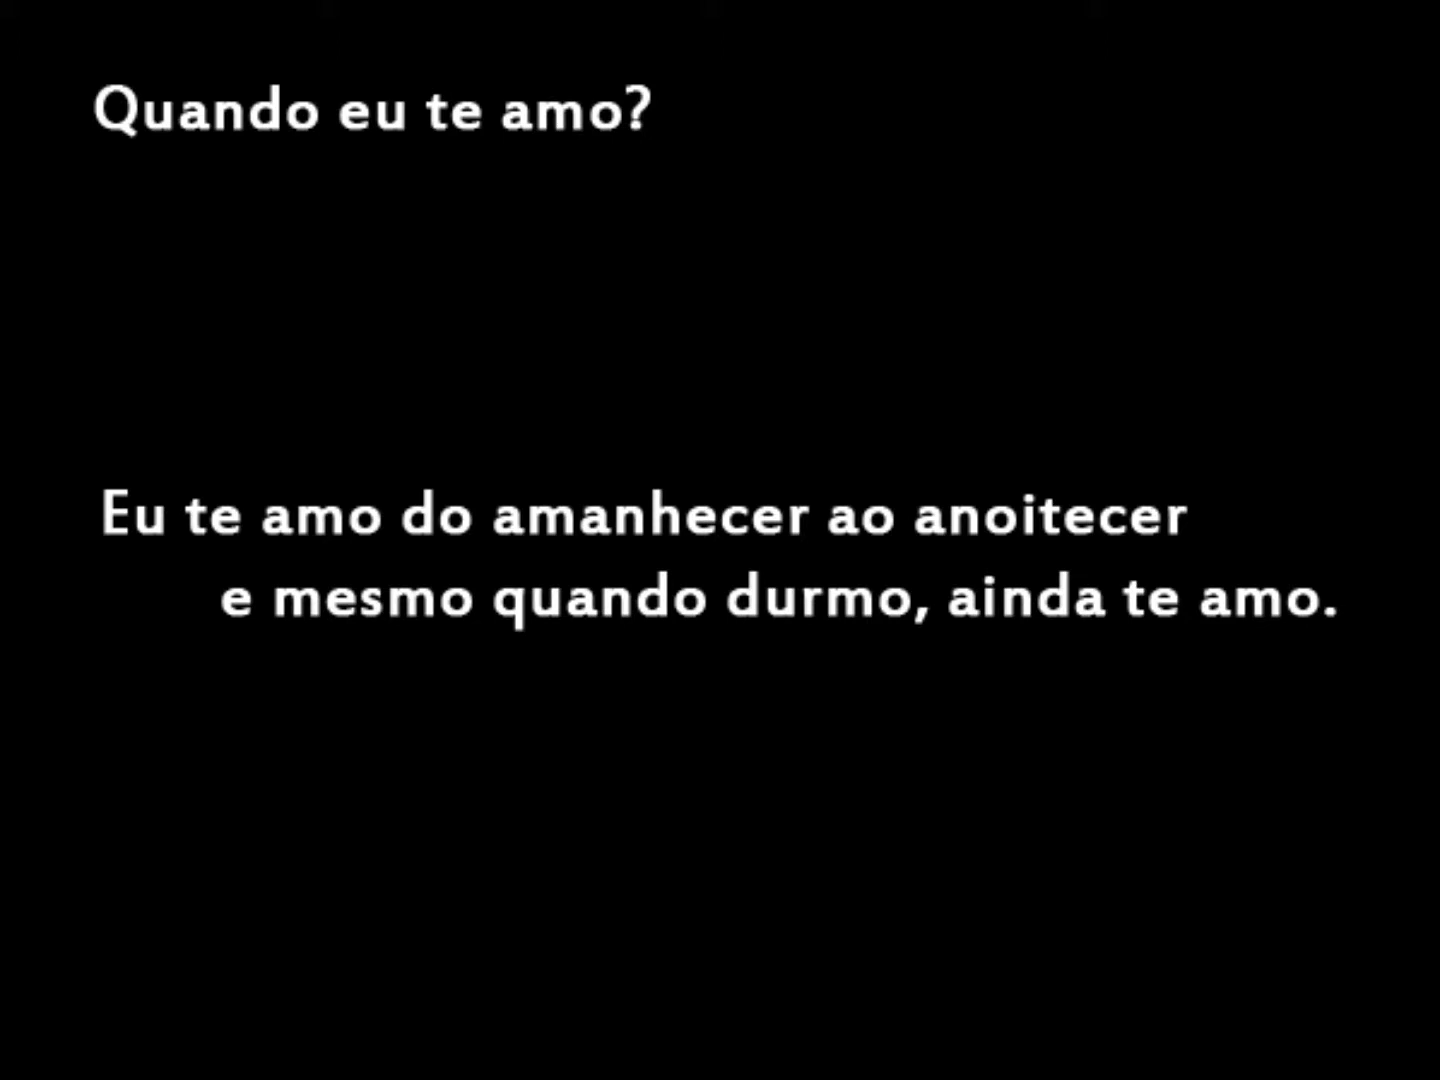 Quando eu te amo?
Eu te amo do amanhecer ao anoitecer
e mesmo quando durmo, ainda te amo.